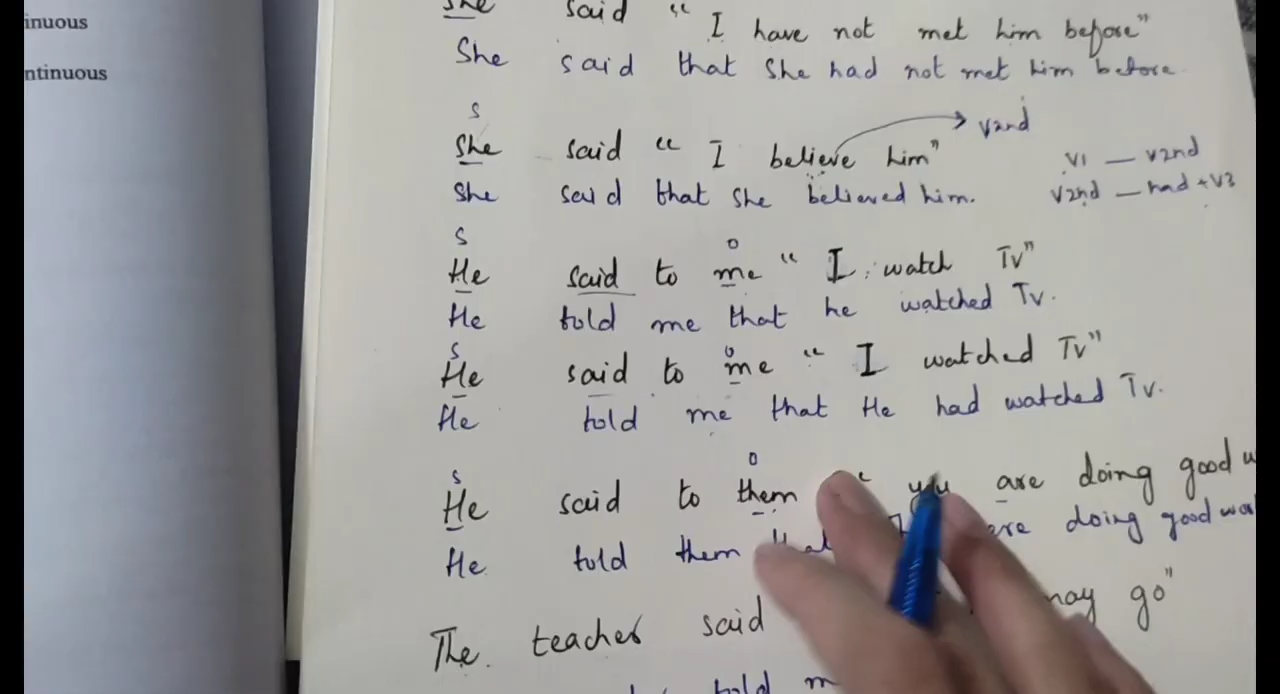 inuous
ntinuous
She said " I have not met him before"
She said that she had not met him before.
S
She said " I believe him" → V2nd
V1 — V2nd
She said that she believed him.
V2nd — had + V3
S O
He said to me " I watch Tv"
He told me that he watched Tv.
S O
He said to me " I watched Tv"
He told me that He had watched Tv.
S O
He said to them " you are doing good
He told them that doing good
The teacher said may go"
told